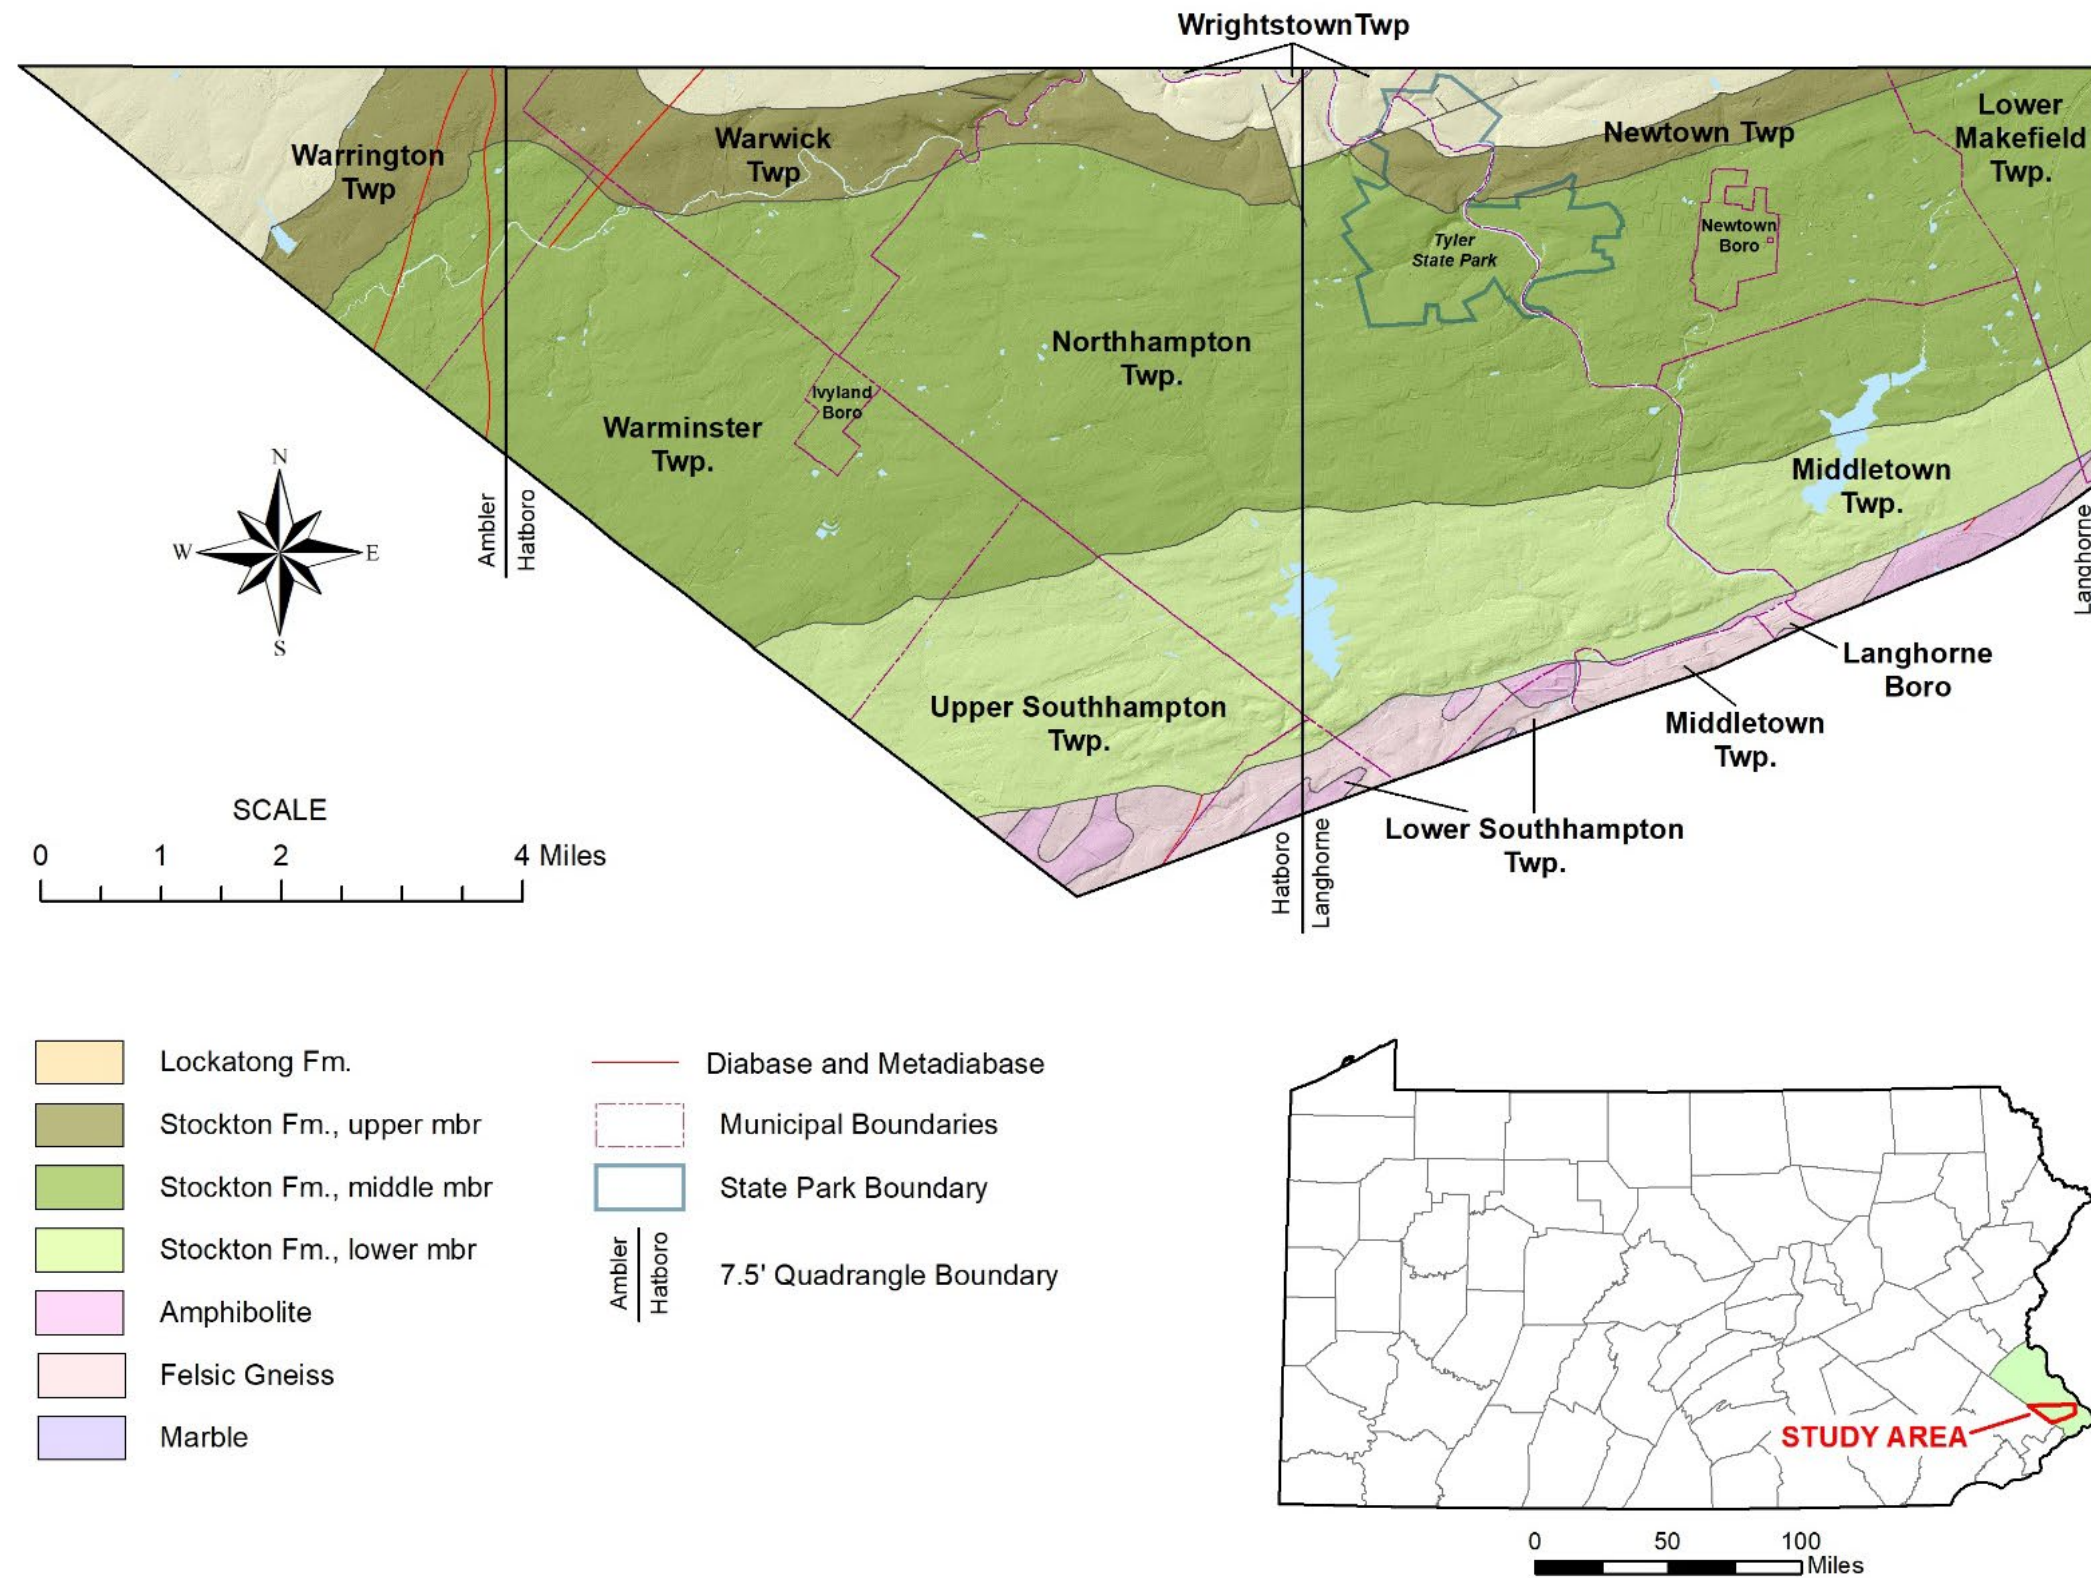 WrightstownTwp
Lower
Makefield
Twp.
Warrington
Twp
Warwick
Twp
Newtown Twp
Newtown
Boro
Tyler
State Park
Northhampton
Twp.
Ivyland
Boro
Warminster
Twp.
Middletown
Twp.
N
W
E
S
Ambler
Hatboro
Langhorne
Langhorne
Boro
Upper Southhampton
Twp.
Middletown
Twp.
Lower Southhampton
Twp.
Hatboro
Langhorne
SCALE
0 1 2 4 Miles
Lockatong Fm.
Stockton Fm., upper mbr
Stockton Fm., middle mbr
Stockton Fm., lower mbr
Amphibolite
Felsic Gneiss
Marble
Diabase and Metadiabase
Municipal Boundaries
State Park Boundary
Ambler
Hatboro
7.5' Quadrangle Boundary
STUDY AREA
0 50 100
Miles